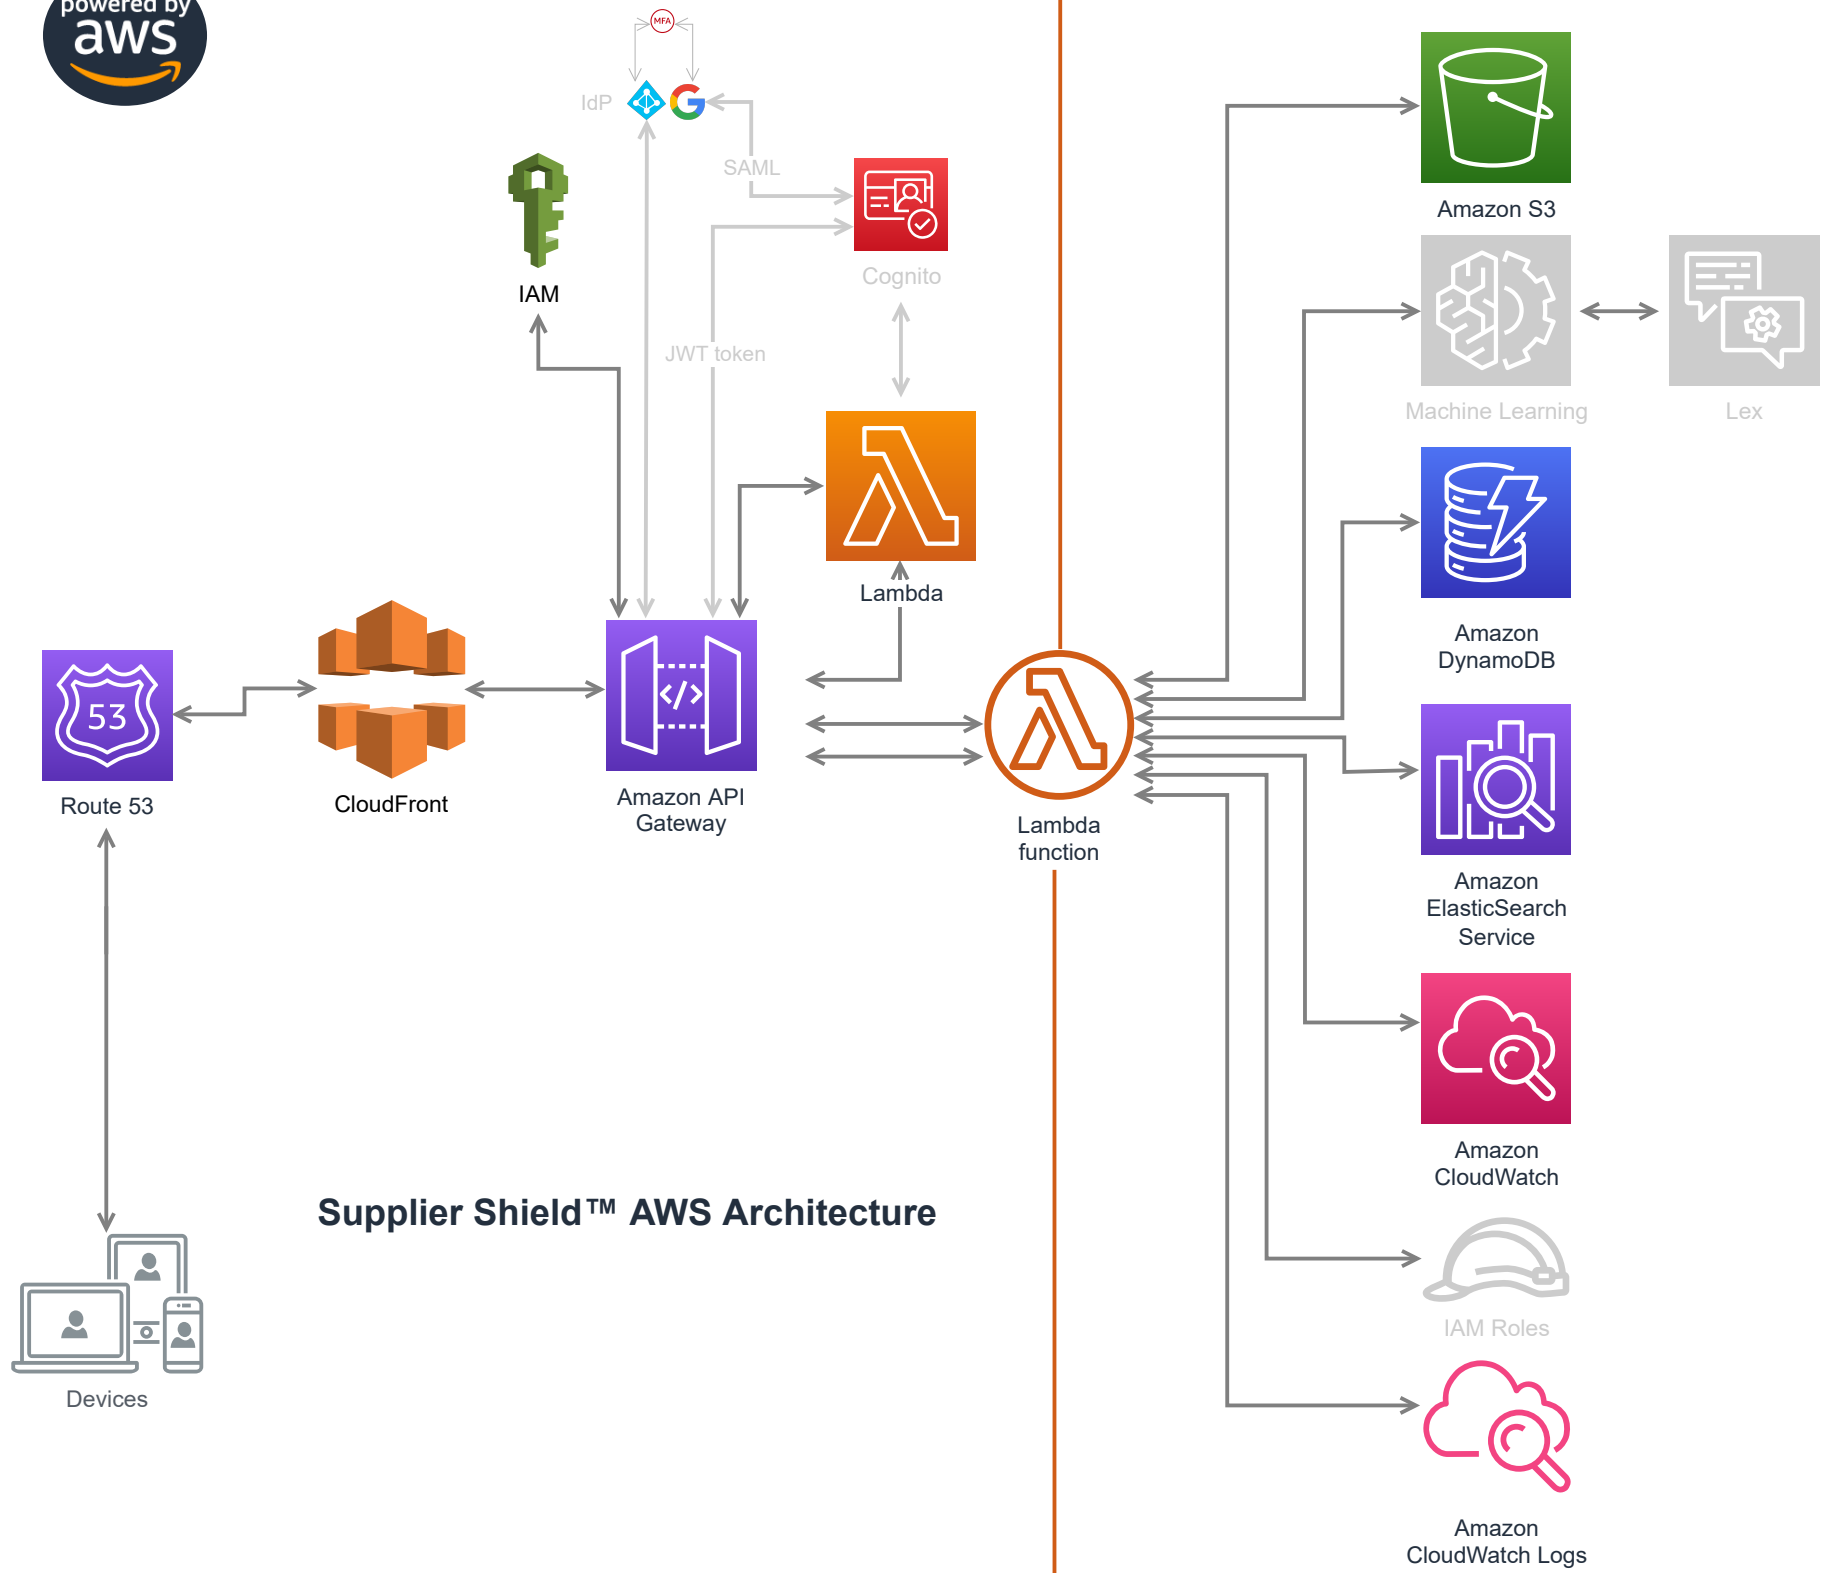 powered by
aws
MFA
IdP
SAML
Cognito
IAM
JWT token
Lambda
53
Route 53
CloudFront
</>
Amazon API
Gateway
Lambda
function
Amazon S3
Machine Learning
Lex
Amazon
DynamoDB
Amazon
ElasticSearch
Service
Amazon
CloudWatch
IAM Roles
Amazon
CloudWatch Logs
Supplier Shield™ AWS Architecture
Devices